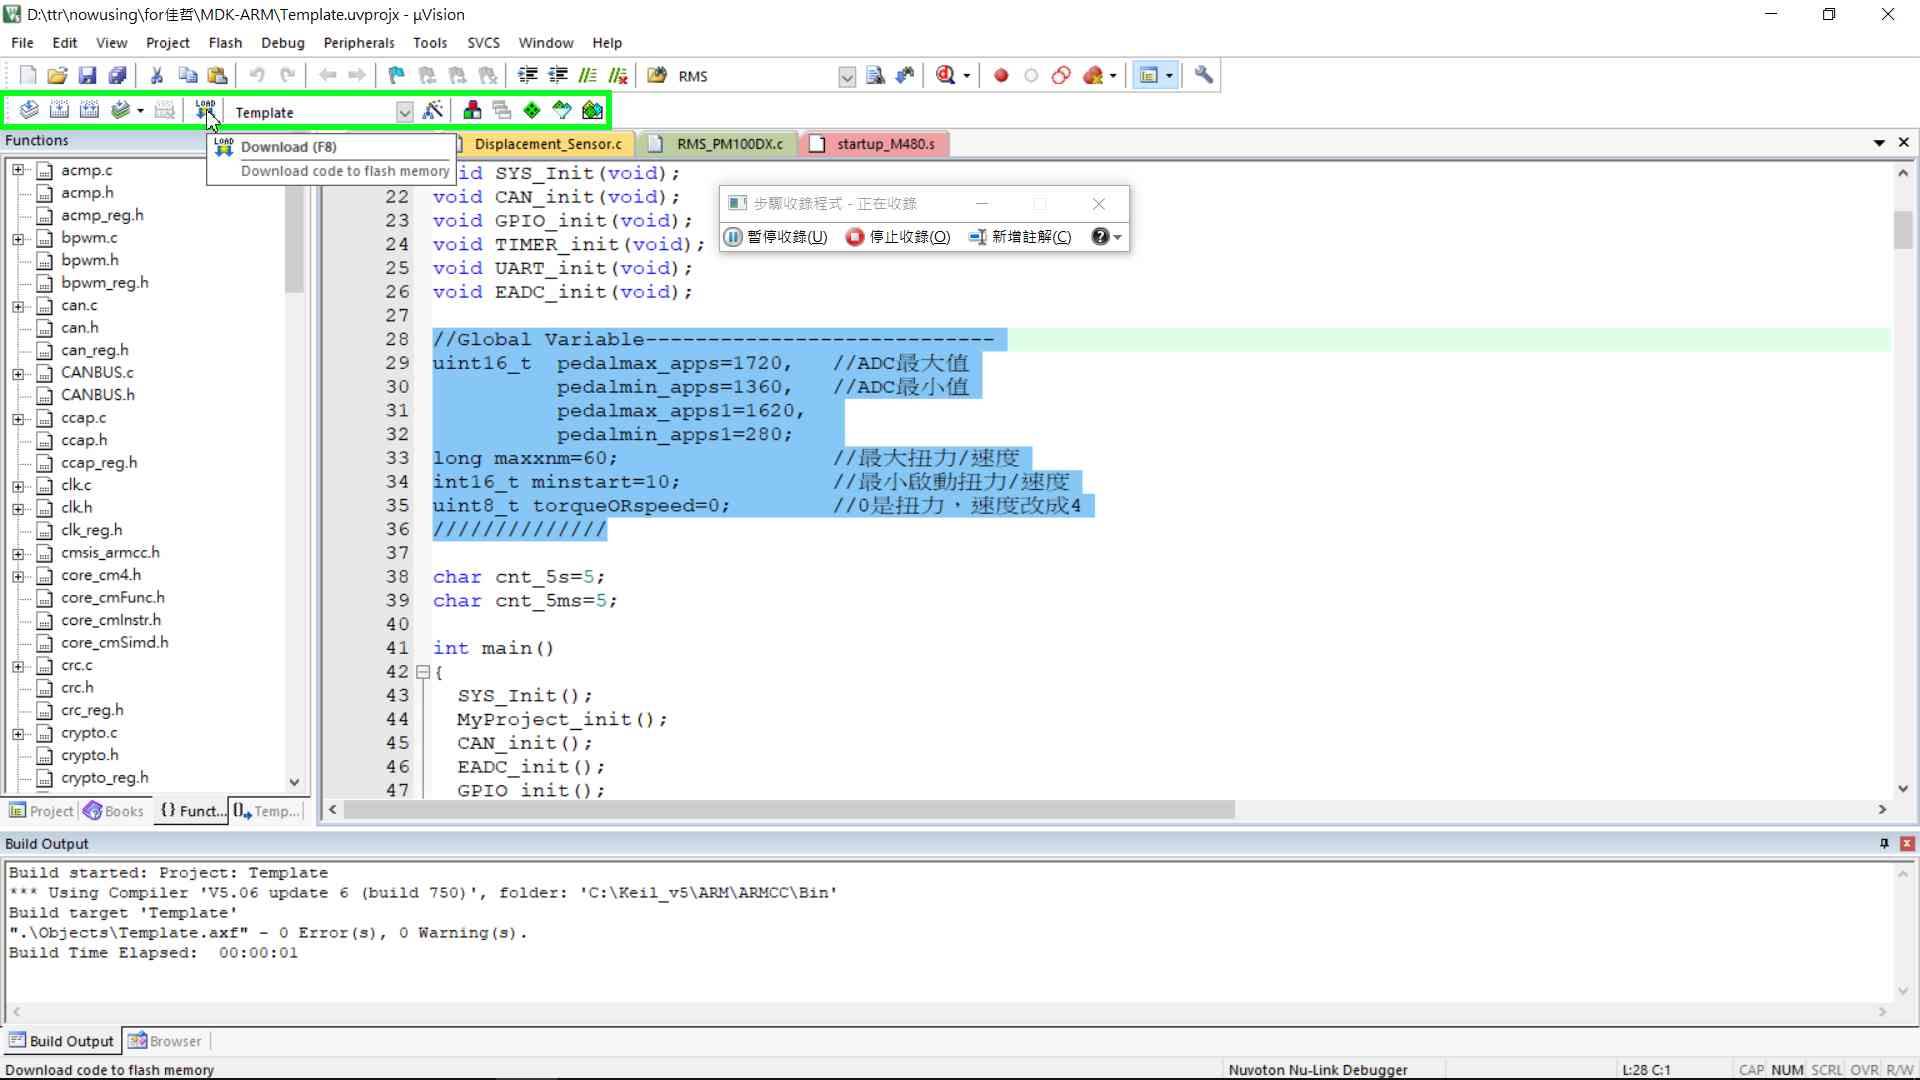 D:\ttr\nowusing\for佳哲\MDK-ARM\Template.uvprojx - µVision
File Edit View Project Flash Debug Peripherals Tools SVCS Window Help
RMS
LOAD Template
Functions
LOAD Download (F8)
Download code to flash memory
Displacement_Sensor.c RMS_PM100DX.c startup_M480.s
acmp.c
acmp.h
acmp_reg.h
bpwm.c
bpwm.h
bpwm_reg.h
can.c
can.h
can_reg.h
CANBUS.c
CANBUS.h
ccap.c
ccap.h
ccap_reg.h
clk.c
clk.h
clk_reg.h
cmsis_armcc.h
core_cm4.h
core_cmFunc.h
core_cmInstr.h
core_cmSimd.h
crc.c
crc.h
crc_reg.h
crypto.c
crypto.h
crypto_reg.h
Project Books {} Funct... Temp...
id SYS_Init(void);
22 void CAN_init(void);
23 void GPIO_init(void);
24 void TIMER_init(void);
25 void UART_init(void);
26 void EADC_init(void);
27
28 //Global Variable----------------------------
29 uint16_t pedalmax_apps=1720, //ADC最大值
30 pedalmin_apps=1360, //ADC最小值
31 pedalmax_apps1=1620,
32 pedalmin_apps1=280;
33 long maxxnm=60; //最大扭力/速度
34 int16_t minstart=10; //最小啟動扭力/速度
35 uint8_t torqueORspeed=0; //0是扭力，速度改成4
36 //////////////
37
38 char cnt_5s=5;
39 char cnt_5ms=5;
40
41 int main()
42 {
43 SYS_Init();
44 MyProject_init();
45 CAN_init();
46 EADC_init();
47 GPIO_init();
步驟收錄程式 - 正在收錄
暫停收錄(U) 停止收錄(O) 新增註解(C)
Build Output
Build started: Project: Template
*** Using Compiler 'V5.06 update 6 (build 750)', folder: 'C:\Keil_v5\ARM\ARMCC\Bin'
Build target 'Template'
".\Objects\Template.axf" - 0 Error(s), 0 Warning(s).
Build Time Elapsed:  00:00:01
Build Output Browser
Download code to flash memory Nuvoton Nu-Link Debugger L:28 C:1 CAP NUM SCRL OVR R/W